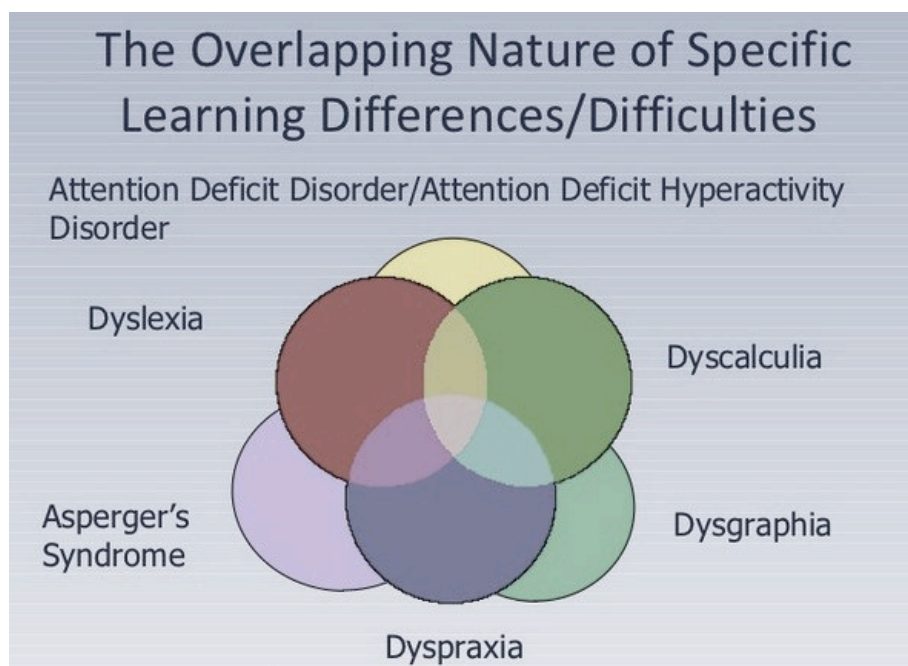 The Overlapping Nature of Specific
Learning Differences/Difficulties
Attention Deficit Disorder/Attention Deficit Hyperactivity
Disorder
Dyslexia
Dyscalculia
Asperger’s
Syndrome
Dysgraphia
Dyspraxia